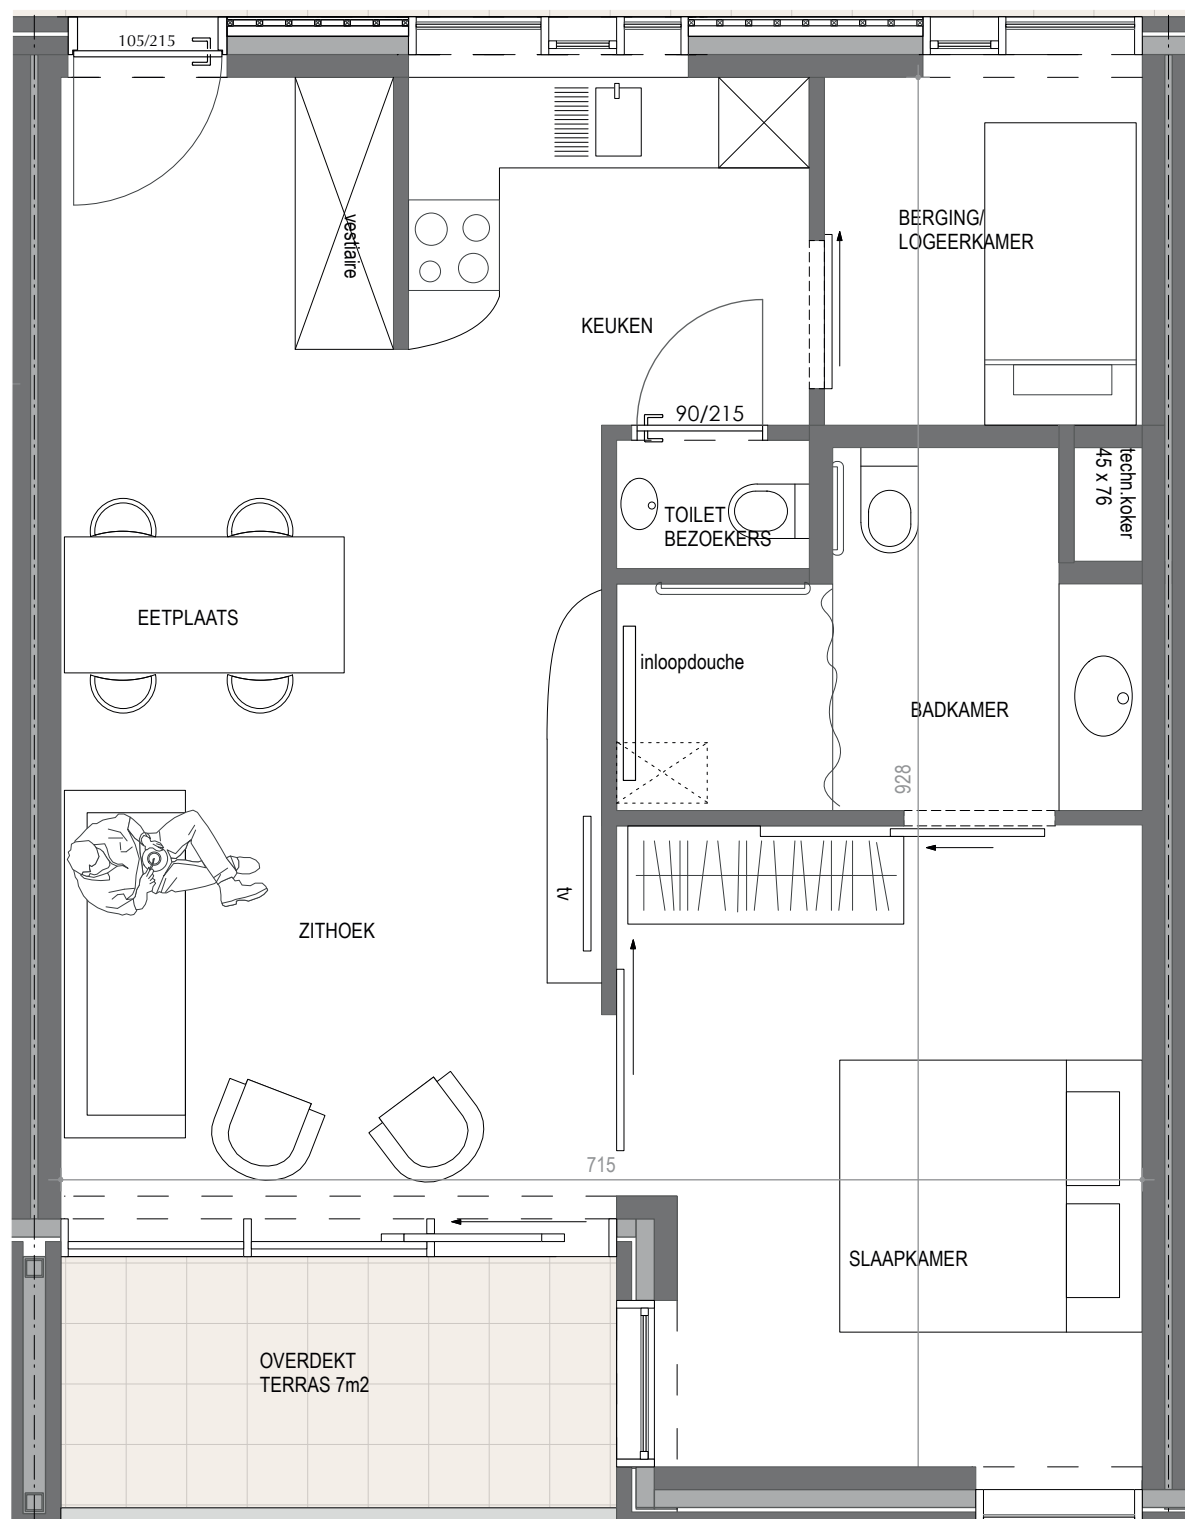 105/215
vestiaire
BERGING/
LOGEERKAMER
KEUKEN
90/215
techn.koker
45 x 76
TOILET
BEZOEKERS
EETPLAATS
inloopdouche
BADKAMER
928
tv
ZITHOEK
715
SLAAPKAMER
OVERDEKT
TERRAS 7m2